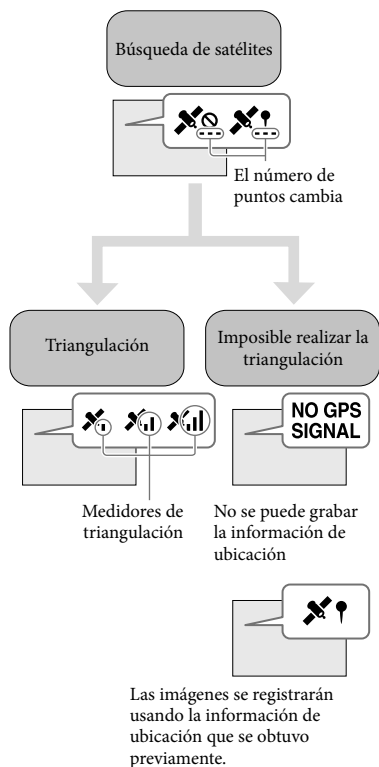 Búsqueda de satélites
El número de
puntos cambia
Triangulación
Imposible realizar la
triangulación
NO GPS
SIGNAL
Medidores de
triangulación
No se puede grabar
la información de
ubicación
Las imágenes se registrarán
usando la información de
ubicación que se obtuvo
previamente.